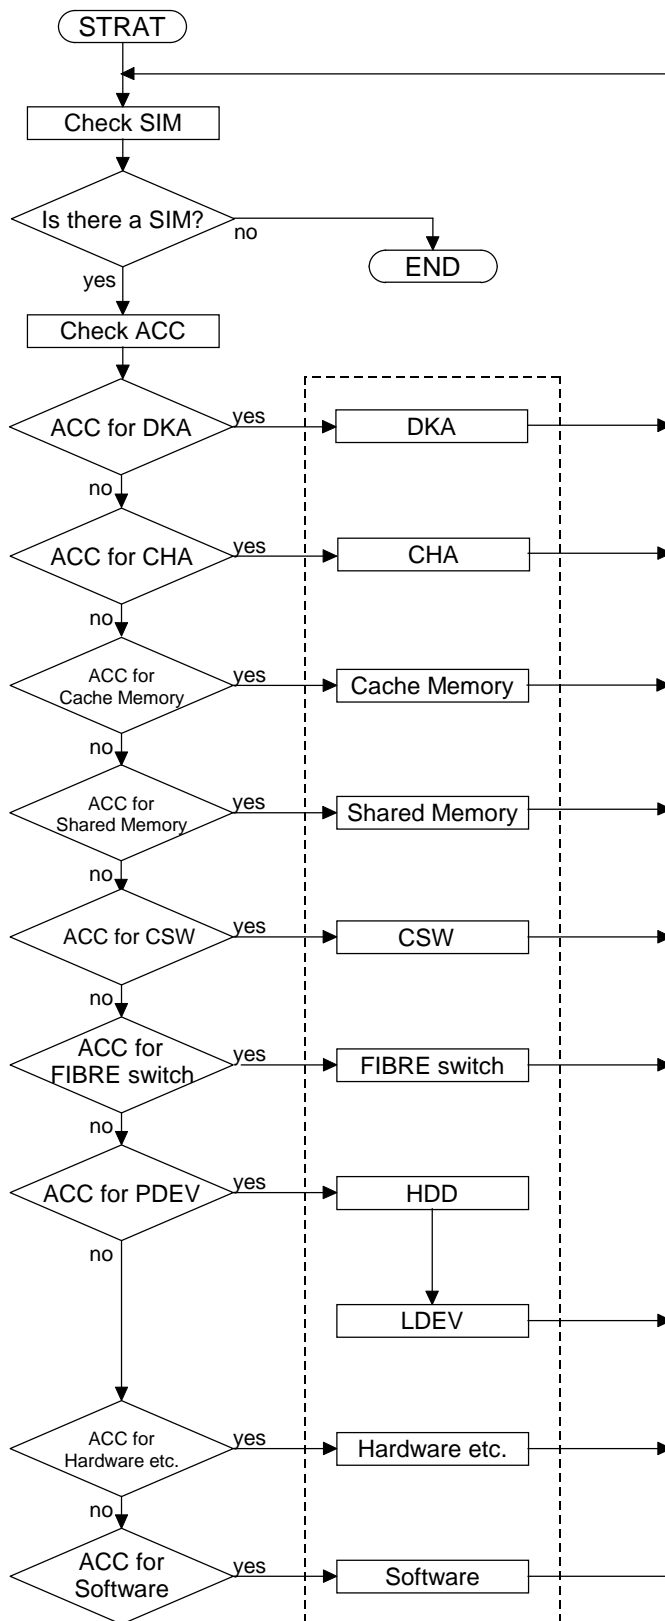 STRAT
Check SIM
Is there a SIM?
no
END
yes
Check ACC
ACC for DKA
yes
DKA
no
ACC for CHA
yes
CHA
no
ACC for
Cache Memory
yes
Cache Memory
no
ACC for
Shared Memory
yes
Shared Memory
no
ACC for CSW
yes
CSW
no
ACC for
FIBRE switch
yes
FIBRE switch
no
ACC for PDEV
yes
HDD
no
LDEV
ACC for
Hardware etc.
yes
Hardware etc.
no
ACC for
Software
yes
Software